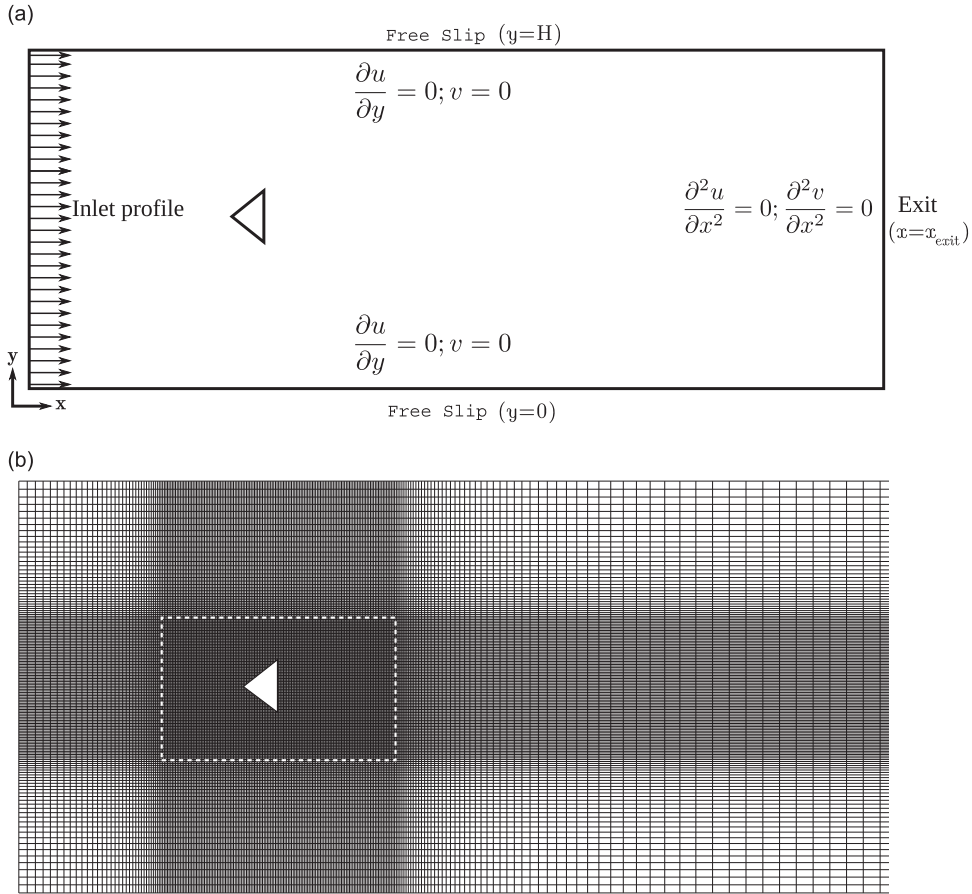 (a)
Free Slip (y=H)
∂u/∂y = 0; v = 0
Inlet profile
∂²u/∂x² = 0; ∂²v/∂x² = 0
Exit
(x=x_exit)
∂u/∂y = 0; v = 0
y
x
Free Slip (y=0)
(b)